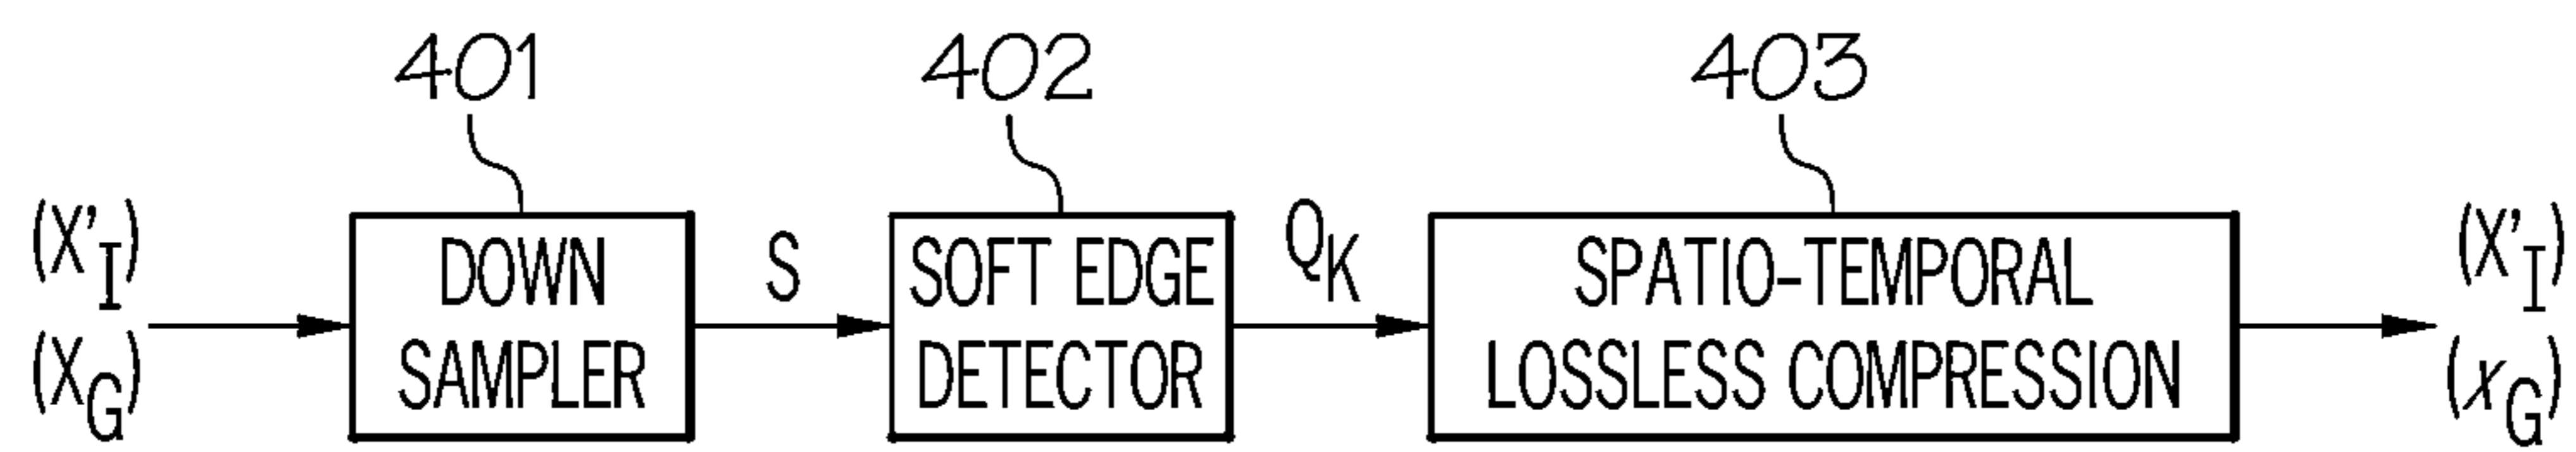 401
402
403
(X'I)
(XG)
DOWN
SAMPLER
S
SOFT EDGE
DETECTOR
QK
SPATIO-TEMPORAL
LOSSLESS COMPRESSION
(X'I)
(xG)